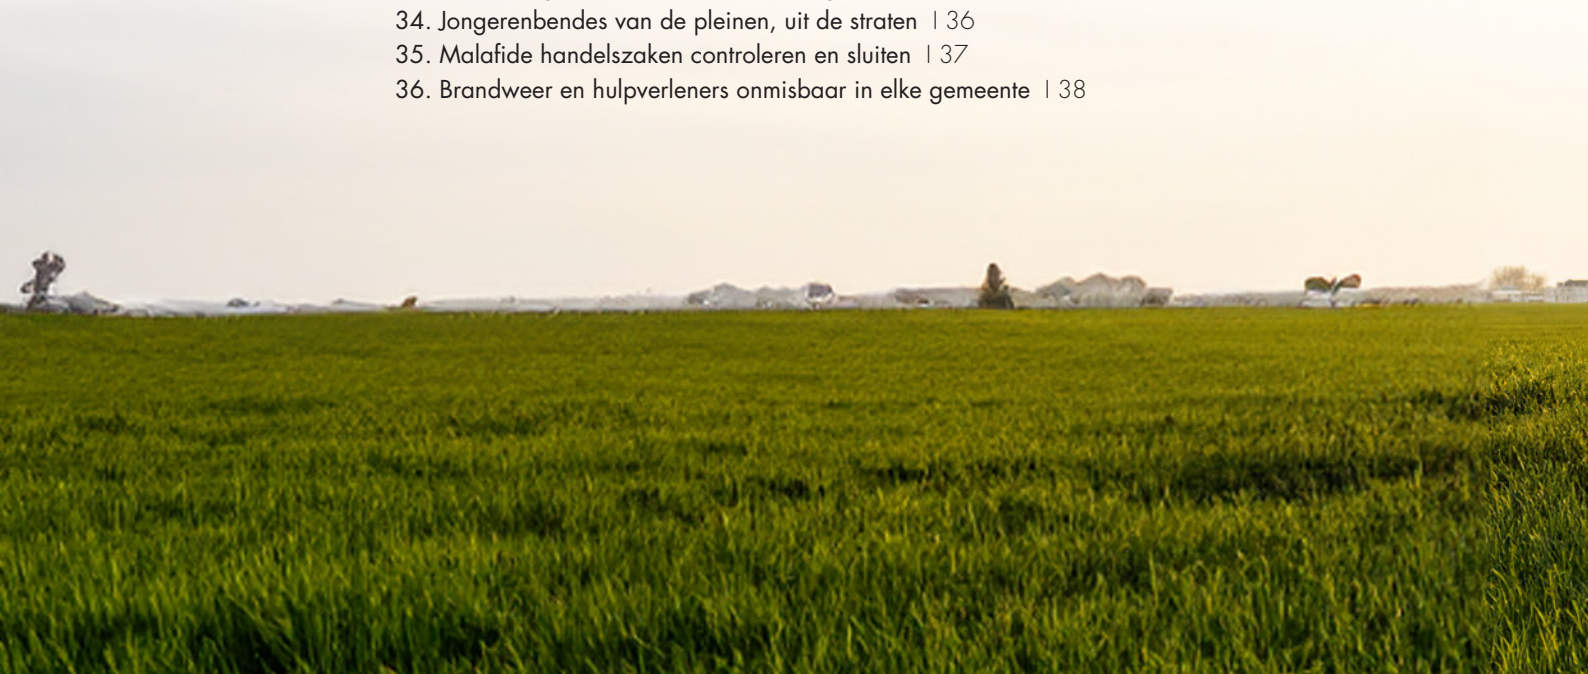 34. Jongerenbendes van de pleinen, uit de straten | 36
35. Malafide handelszaken controleren en sluiten | 37
36. Brandweer en hulpverleners onmisbaar in elke gemeente | 38